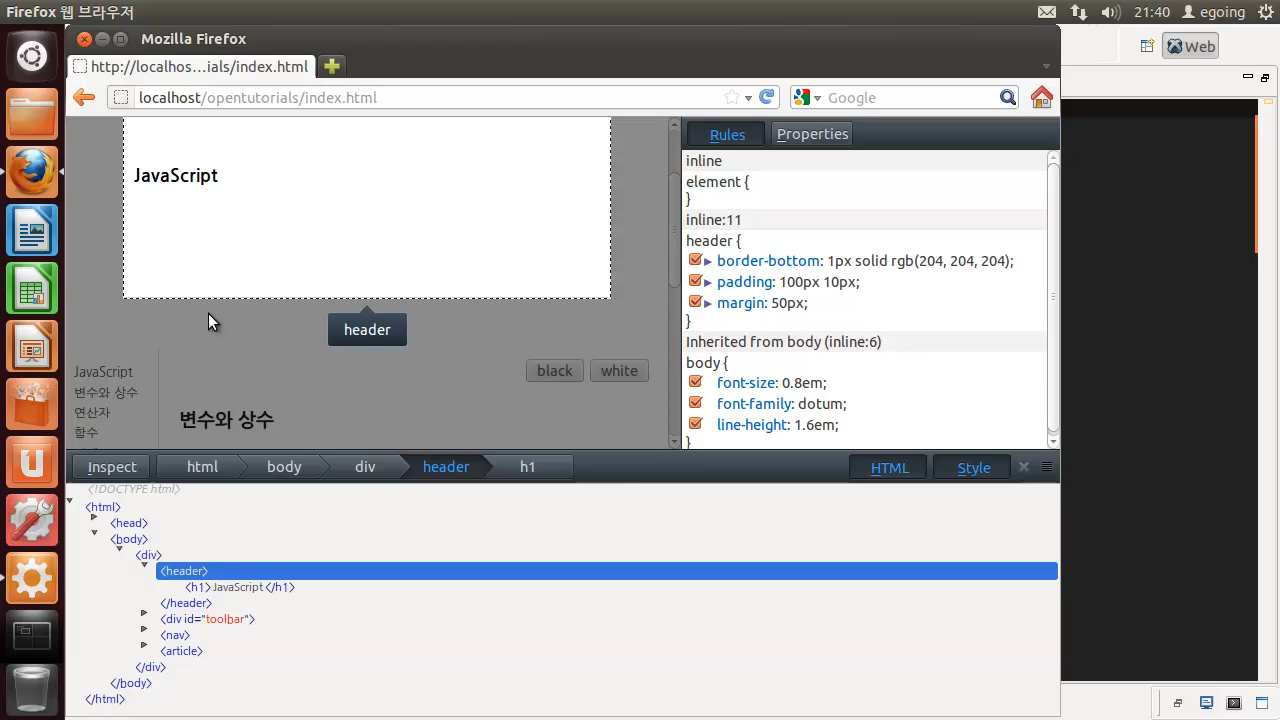 Firefox 웹 브라우저
21:40
egoing
Mozilla Firefox
http://localhos...ials/index.html
localhost/opentutorials/index.html
Google
Web
JavaScript
header
JavaScript
변수와 상수
연산자
함수
black
white
변수와 상수
Rules
Properties
inline
element {
}
inline:11
header {
border-bottom: 1px solid rgb(204, 204, 204);
padding: 100px 10px;
margin: 50px;
}
Inherited from body (inline:6)
body {
font-size: 0.8em;
font-family: dotum;
line-height: 1.6em;
}
Inspect
html
body
div
header
h1
HTML
Style
<!DOCTYPE html>
<html>
<head>
<body>
<div>
<header>
<h1> JavaScript </h1>
</header>
<div id="toolbar">
<nav>
<article>
</div>
</body>
</html>